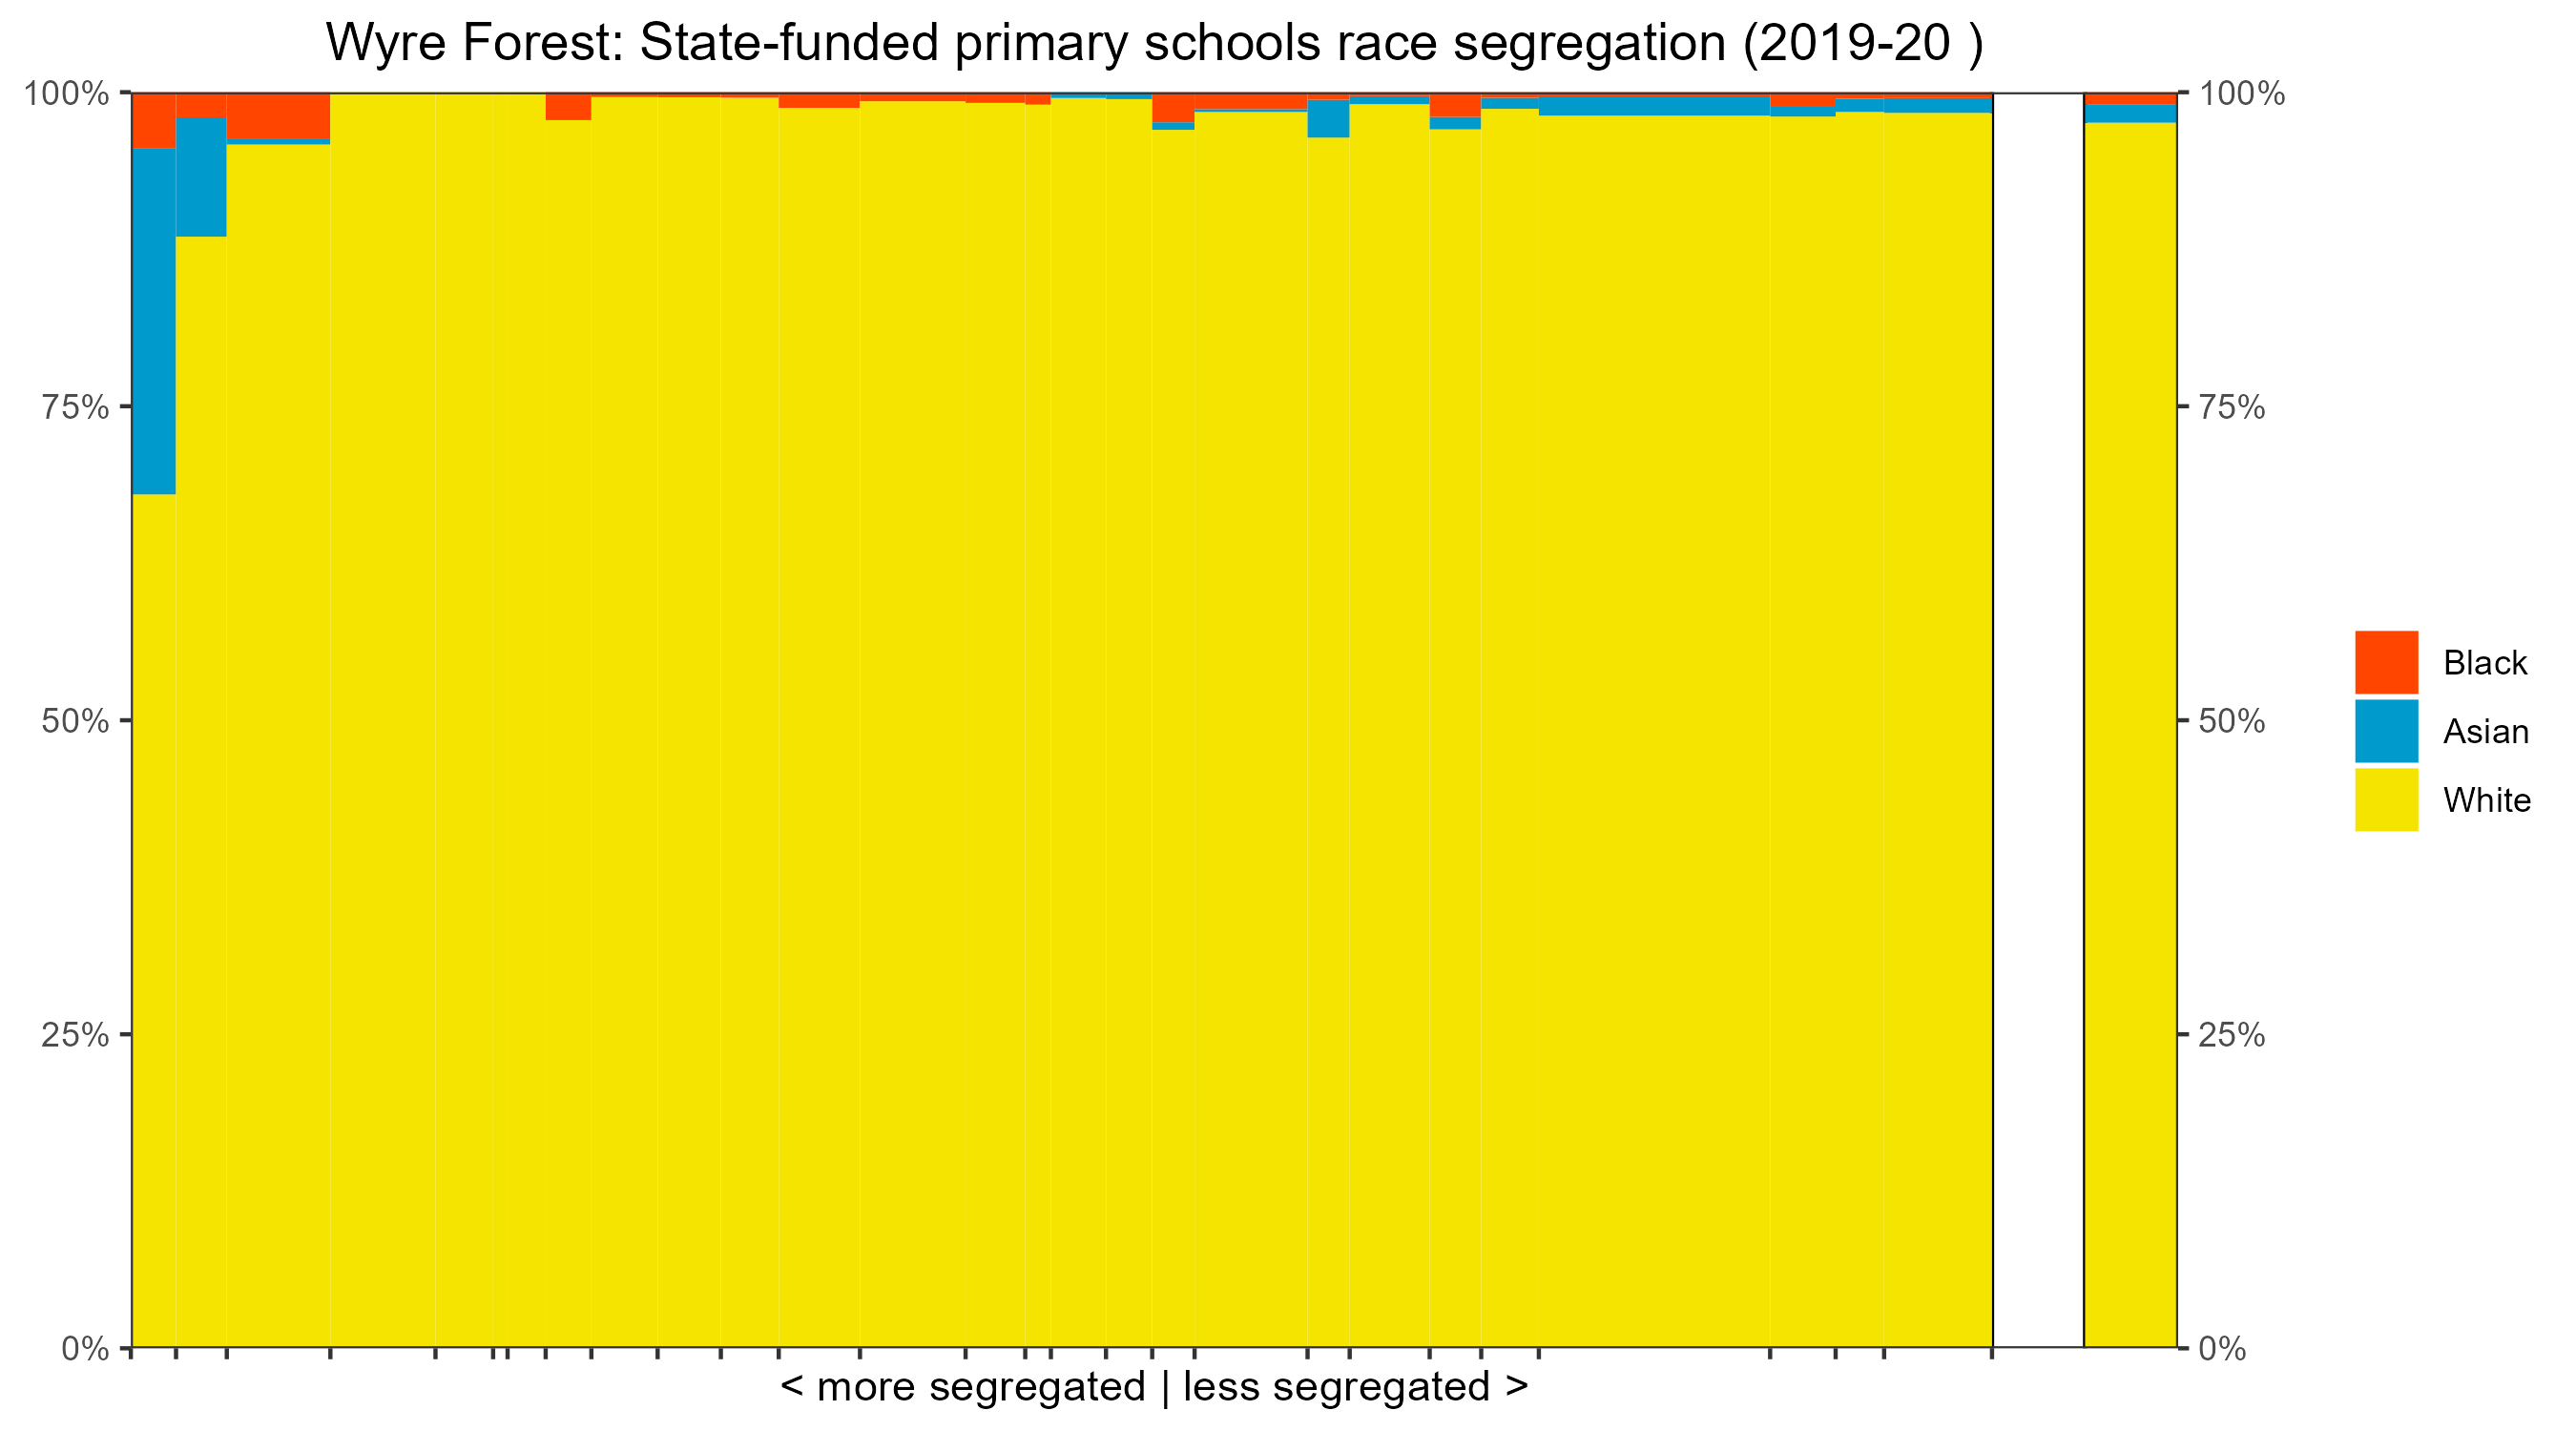 Wyre Forest: State-funded primary schools race segregation (2019-20 )
100%
75%
50%
25%
0%
100%
75%
50%
25%
0%
Black
Asian
White
< more segregated | less segregated >